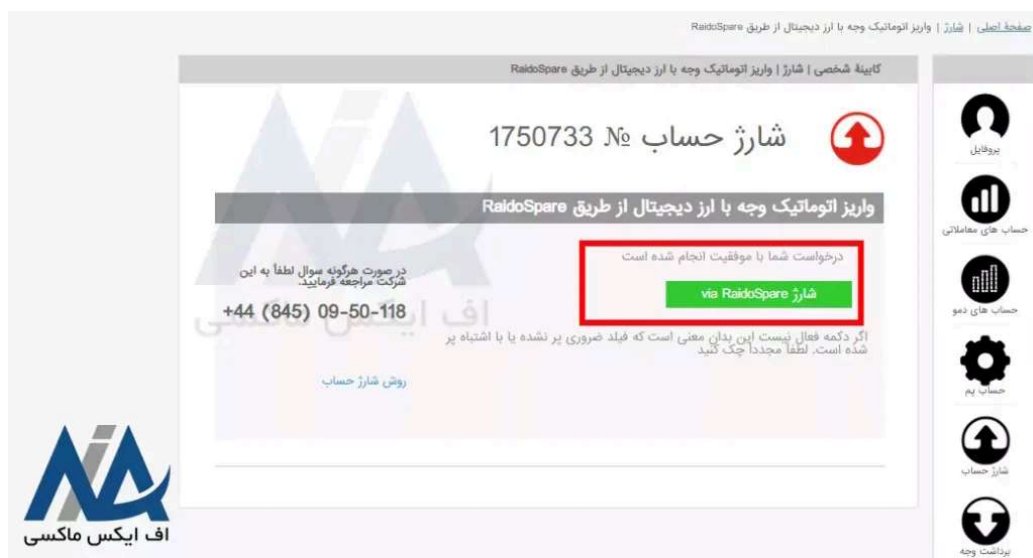 صفحهٔ اصلی | شارژ | واریز اتوماتیک وجه با ارز دیجیتال از طریق RaidoSpare
کابینهٔ شخصی | شارژ | واریز اتوماتیک وجه با ارز دیجیتال از طریق RaidoSpare
شارژ حساب № 1750733
واریز اتوماتیک وجه با ارز دیجیتال از طریق RaidoSpare
درخواست شما با موفقیت انجام شده است
شارژ via RaidoSpare
اگر دکمه فعال نیست این بدان معنی است که فیلد ضروری پر نشده یا با اشتباه پر
شده است. لطفاً مجدداً چک کنید
در صورت هرگونه سوال لطفاً به این
شرکت مراجعه فرمایید.
+44 (845) 09-50-118
روش شارژ حساب
پروفایل
حساب های معاملاتی
حساب های دمو
حساب پم
شارژ حساب
برداشت وجه
اف ایکس ماکسی
اف ایکس ماکسی